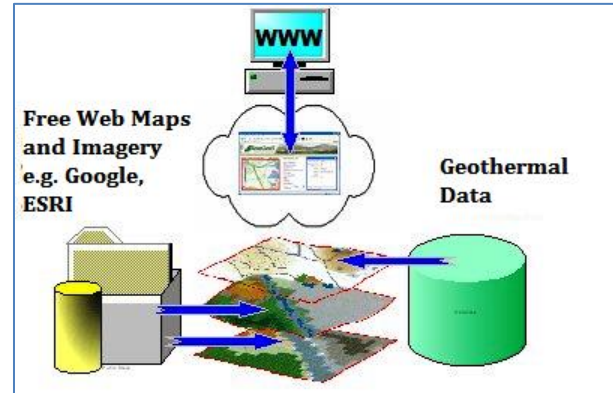 WWW
Free Web Maps
and Imagery
e.g. Google,
ESRI
Geothermal
Data